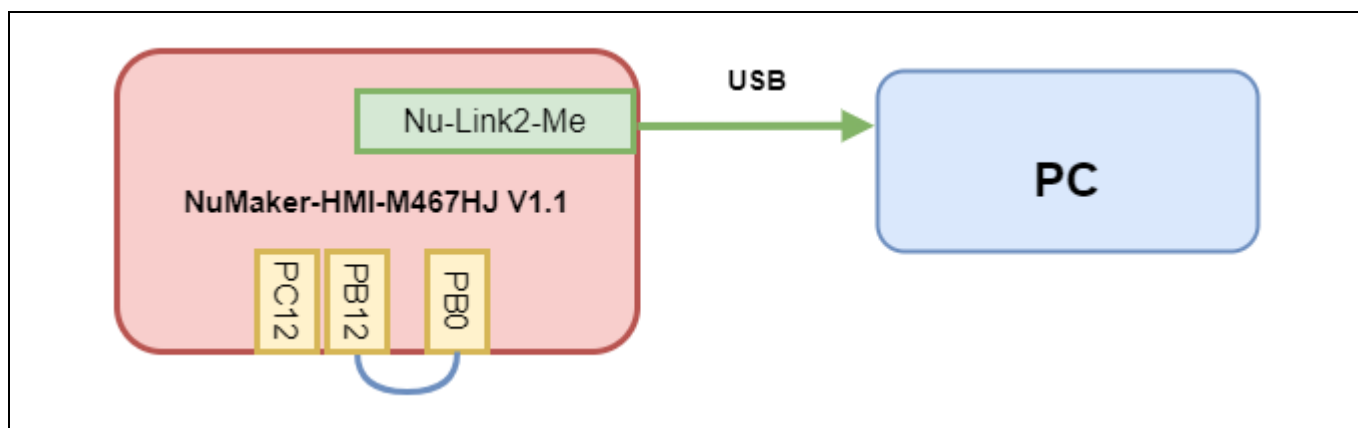 USB
Nu-Link2-Me
PC
NuMaker-HMI-M467HJ V1.1
PC12
PB12
PB0